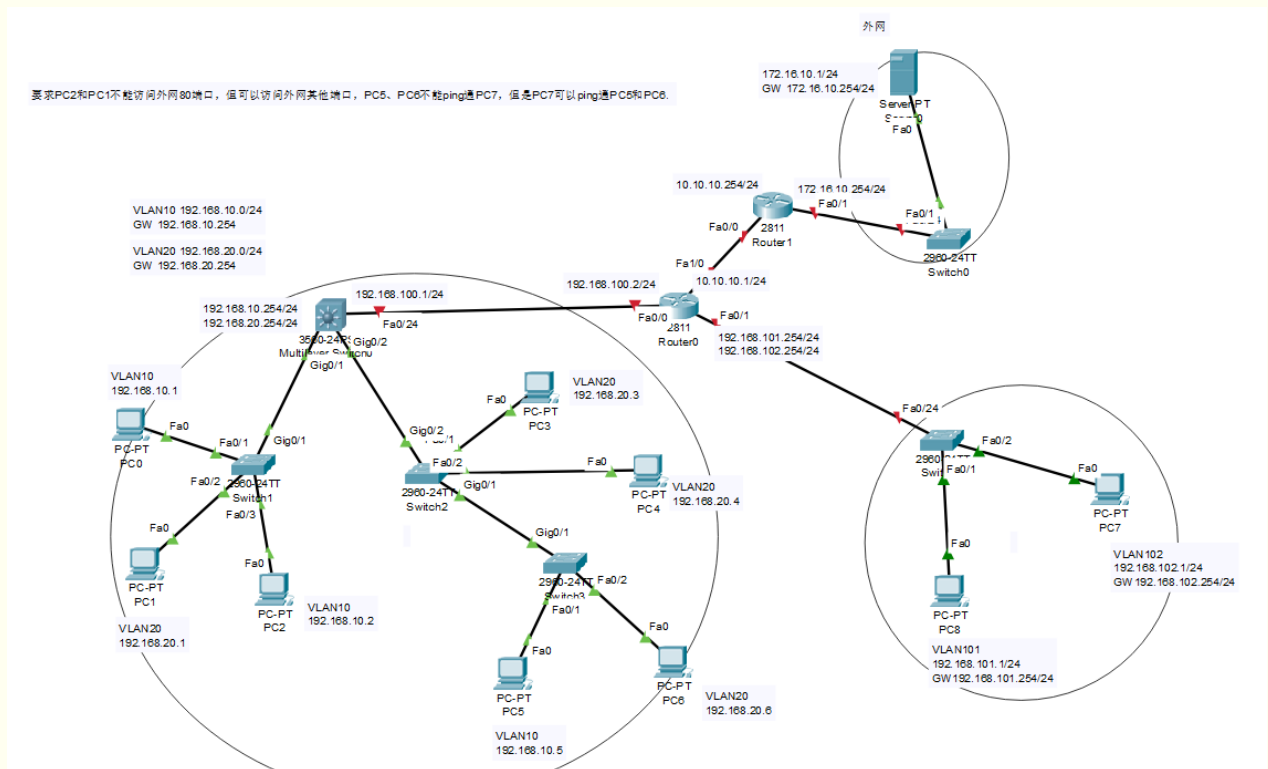 外网
172.16.10.1/24
GW 172.16.10.254/24
Server-PT
Fa0
要求PC2和PC1不能访问外网80端口，但可以访问外网其他端口，PC5、PC6不能ping通PC7，但是PC7可以ping通PC5和PC6.
10.10.10.254/24
172.16.10.254/24
Fa0/1
Fa0/1
2811
Router1
Fa0/0
2960-24TT
Switch0
VLAN10 192.168.10.0/24
GW 192.168.10.254
VLAN20 192.168.20.0/24
GW 192.168.20.254
Fa1/0
10.10.10.1/24
192.168.100.1/24
192.168.100.2/24
192.168.10.254/24
192.168.20.254/24
Fa0/24
Fa0/0
2811
Router0
Fa0/1
192.168.101.254/24
192.168.102.254/24
Gig0/2
Gig0/1
VLAN10
192.168.10.1
Fa0
PC-PT
PC0
Fa0/1
Gig0/1
2960-24TT
Switch1
Fa0/2
Fa0/3
Fa0
PC-PT
PC1
VLAN20
192.168.20.1
Fa0
PC-PT
PC2
VLAN10
192.168.10.2
VLAN20
192.168.20.3
Fa0
PC-PT
PC3
Gig0/2
Fa0/2
Gig0/1
2960-24TT
Switch2
Fa0
PC-PT
PC4
VLAN20
192.168.20.4
Gig0/1
2960-24TT
Switch3
Fa0/2
Fa0/1
Fa0
PC-PT
PC5
VLAN10
192.168.10.5
Fa0
PC-PT
PC6
VLAN20
192.168.20.6
Fa0/24
Fa0/2
Fa0/1
Fa0
PC-PT
PC7
VLAN102
192.168.102.1/24
GW192.168.102.254/24
Fa0
PC-PT
PC8
VLAN101
192.168.101.1/24
GW192.168.101.254/24